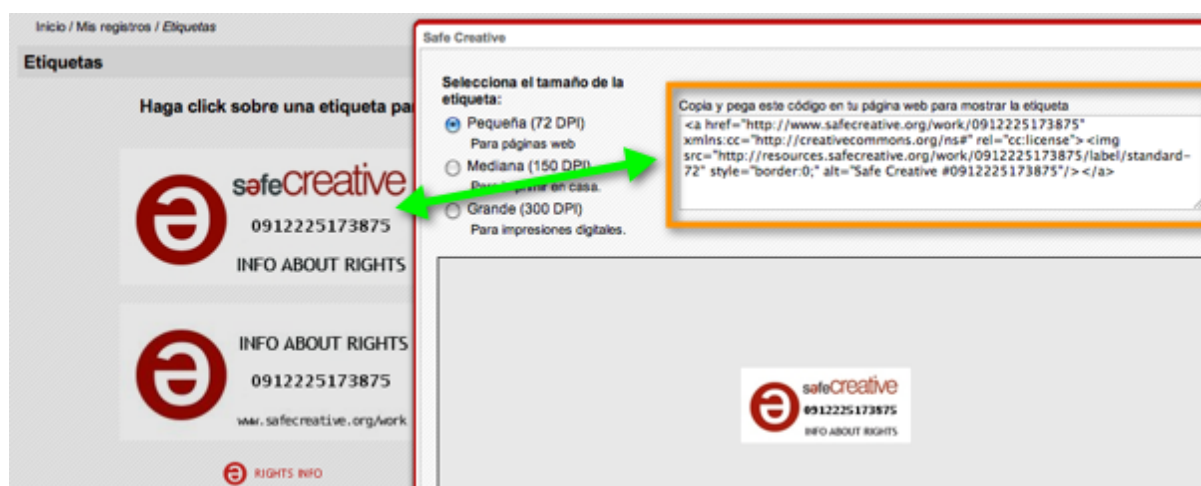 Inicio / Mis registros / Etiquetas
Etiquetas
Haga click sobre una etiqueta pa
safecreative
0912225173875
INFO ABOUT RIGHTS
INFO ABOUT RIGHTS
0912225173875
www.safecreative.org/work
RIGHTS INFO
Safe Creative
Selecciona el tamaño de la
etiqueta:
Pequeña (72 DPI)
Para páginas web
Mediana (150 DPI)
Para imprimir en casa.
Grande (300 DPI)
Para impresiones digitales.
Copia y pega este código en tu página web para mostrar la etiqueta
<a href="http://www.safecreative.org/work/0912225173875"
xmlns:cc="http://creativecommons.org/ns#" rel="cc:license"><img
src="http://resources.safecreative.org/work/0912225173875/label/standard-
72" style="border:0;" alt="Safe Creative #0912225173875"/></a>
safecreative
0912225173875
INFO ABOUT RIGHTS